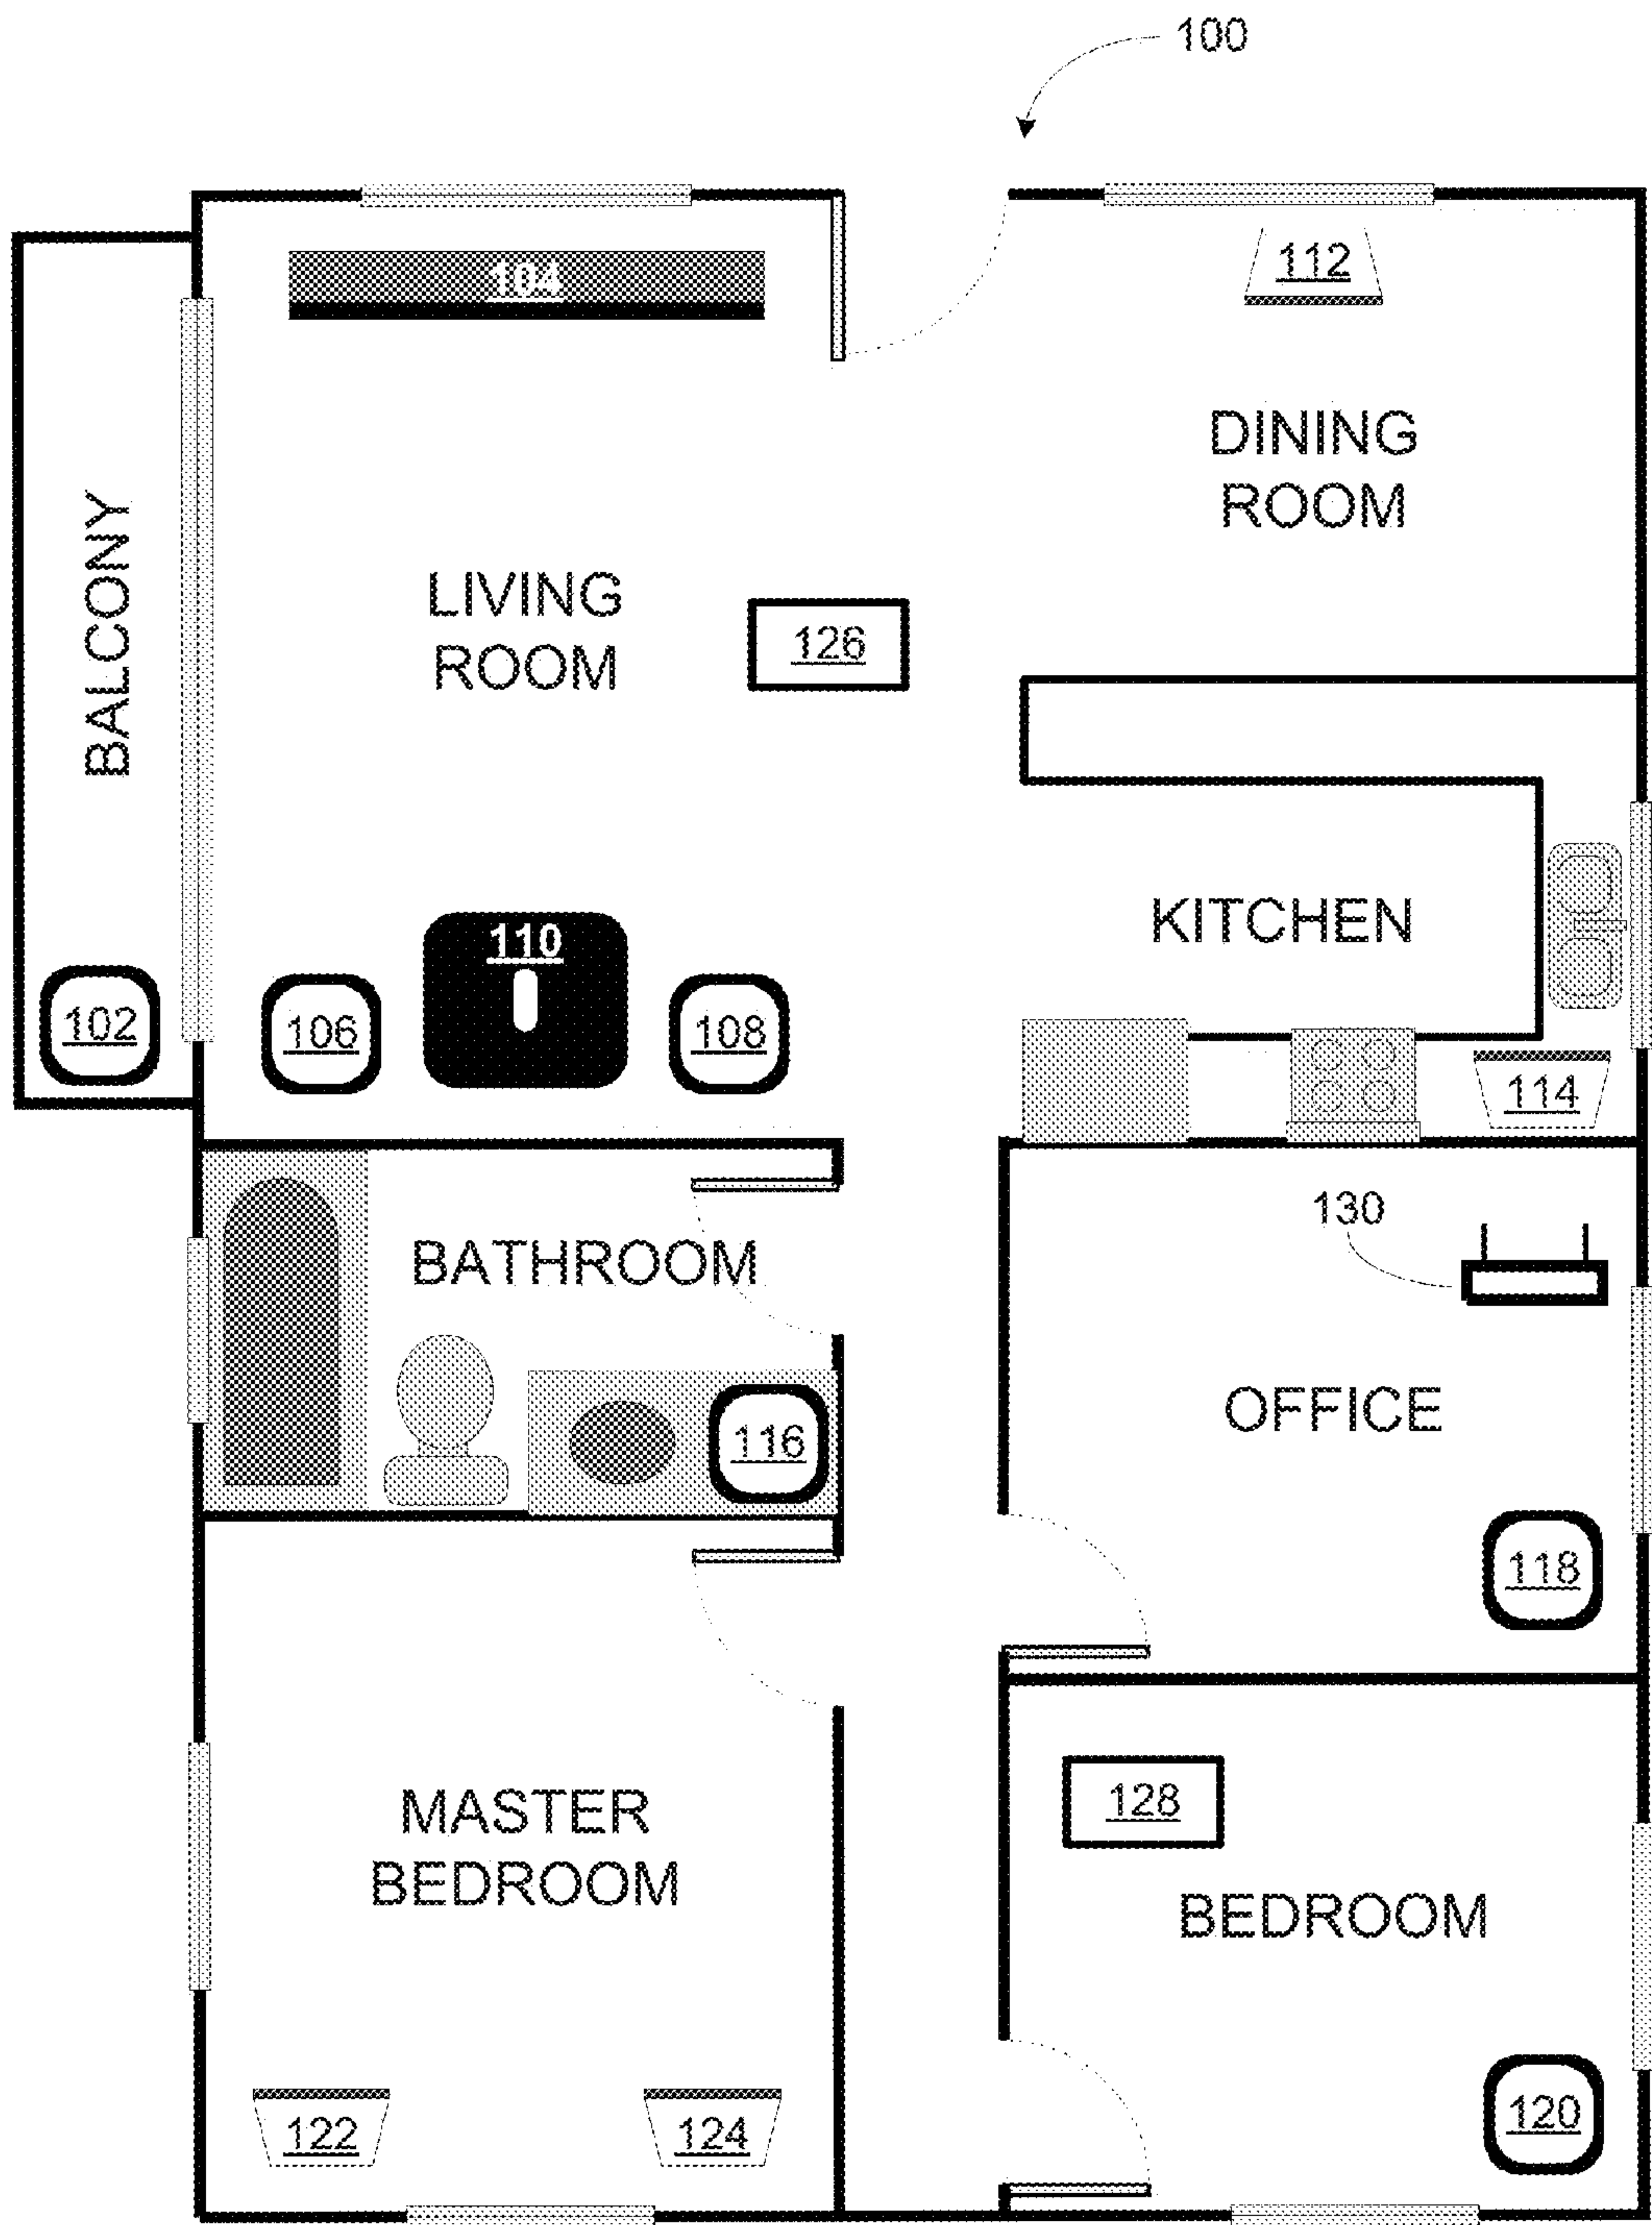 100
104
112
DINING
ROOM
BALCONY
LIVING
ROOM
126
KITCHEN
110
102
106
108
114
130
BATHROOM
OFFICE
116
118
MASTER
BEDROOM
128
BEDROOM
122
124
120